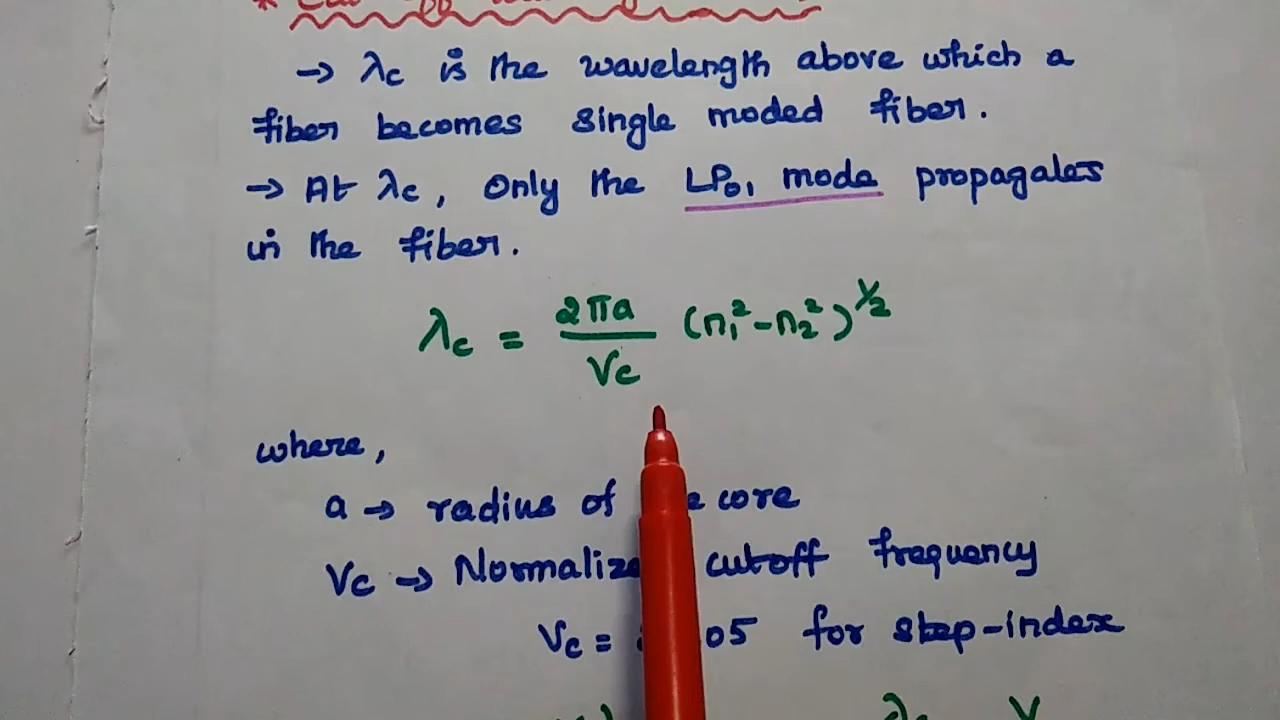 → λc is the wavelength above which a
fiber becomes single moded fiber.
→ At λc, Only the LP₀₁ mode propagates
in the fiber.
λc = 2πa / Vc (n₁² - n₂²)^1/2
where,
a → radius of core
Vc → cutoff frequency
Vc = 05 for step-index